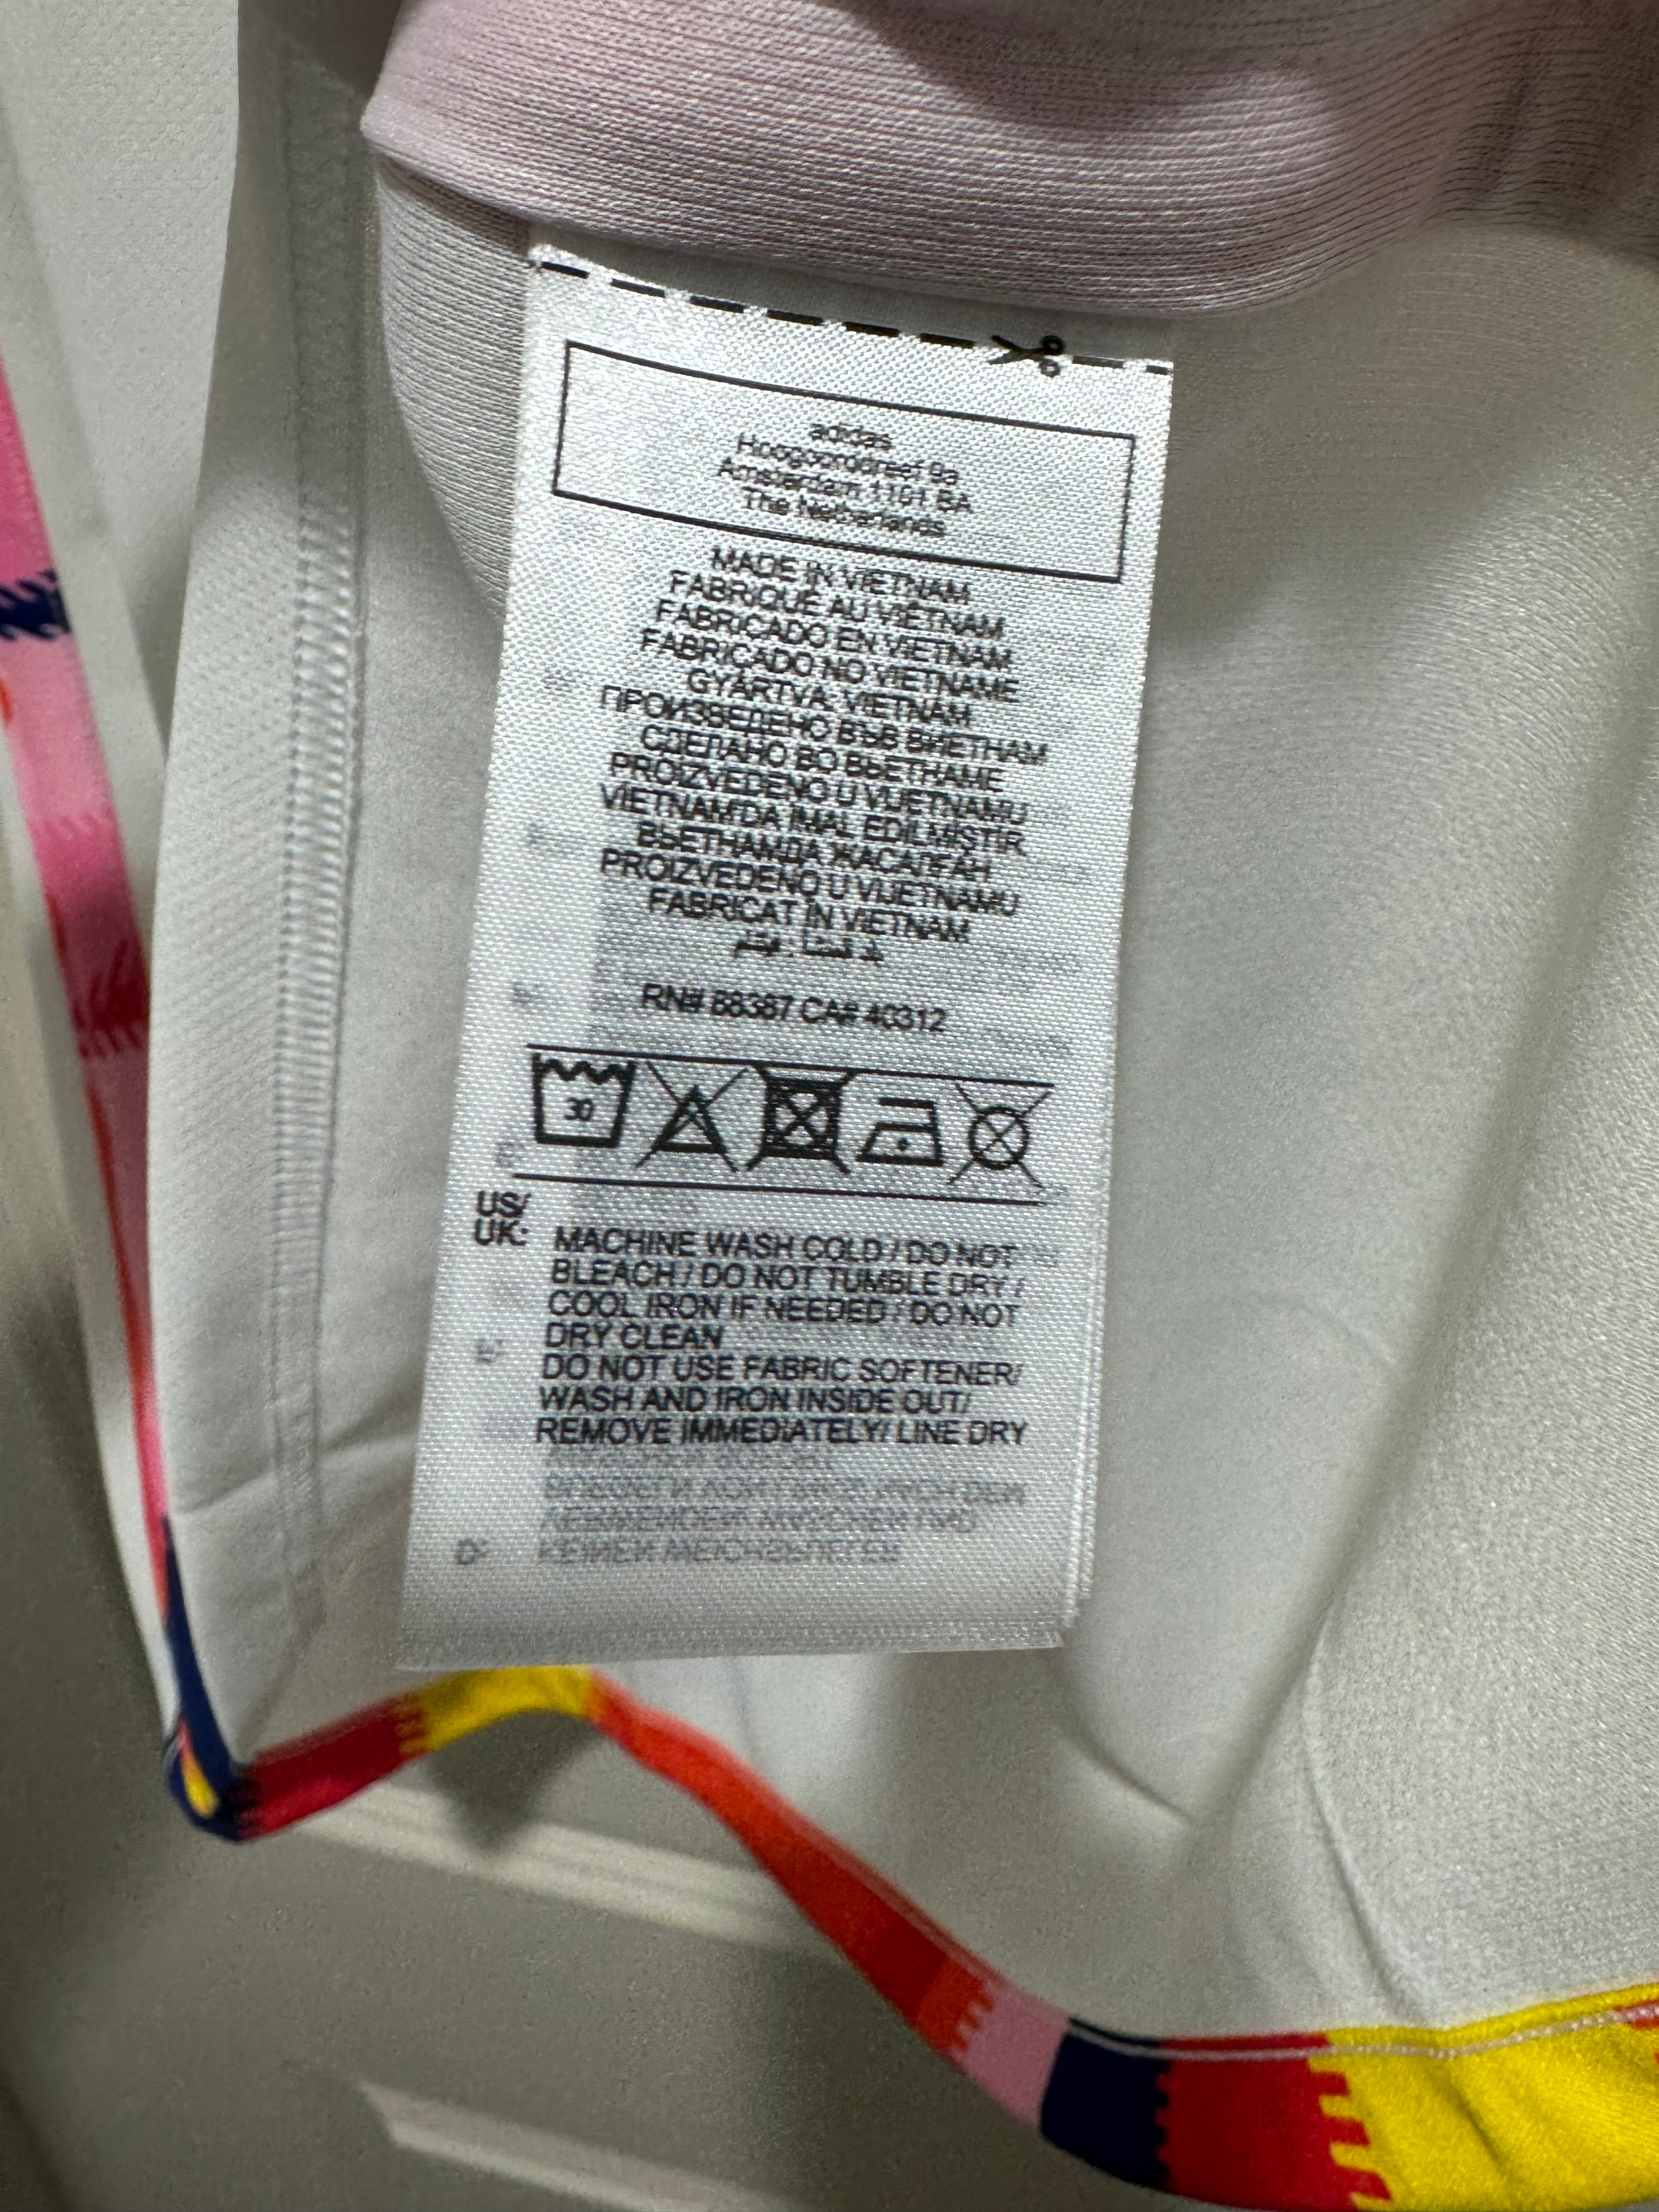 adidas
Hoogoorddreef 9a
Amsterdam 1101 BA
The Netherlands
MADE IN VIETNAM
FABRIQUÉ AU VIÊTNAM
FABRICADO EN VIETNAM
FABRICADO NO VIETNAME
GYÁRTVA: VIETNAM
ПРОИЗВЕДЕНО ВЪВ ВИЕТНАМ
СДЕЛАНО ВО ВЬЕТНАМЕ
PROIZVEDENO U VIJETNAMU
VİETNAM'DA İMAL EDİLMİŞTİR
ВЬЕТНАМДА ЖАСАЛҒАН
PROIZVEDENO U VIJETNAMU
FABRICAT ÎN VIETNAM
RN# 88387 CA# 40312
30
US/
UK:
MACHINE WASH COLD / DO NOT
BLEACH / DO NOT TUMBLE DRY /
COOL IRON IF NEEDED / DO NOT
DRY CLEAN
DO NOT USE FABRIC SOFTENER/
WASH AND IRON INSIDE OUT/
REMOVE IMMEDIATELY/ LINE DRY